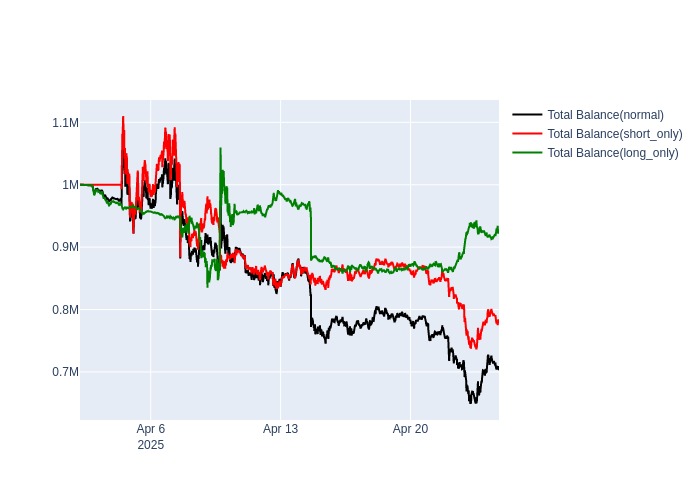 1.1M
1M
0.9M
0.8M
0.7M
Apr 6
2025
Apr 13
Apr 20
Total Balance(normal)
Total Balance(short_only)
Total Balance(long_only)